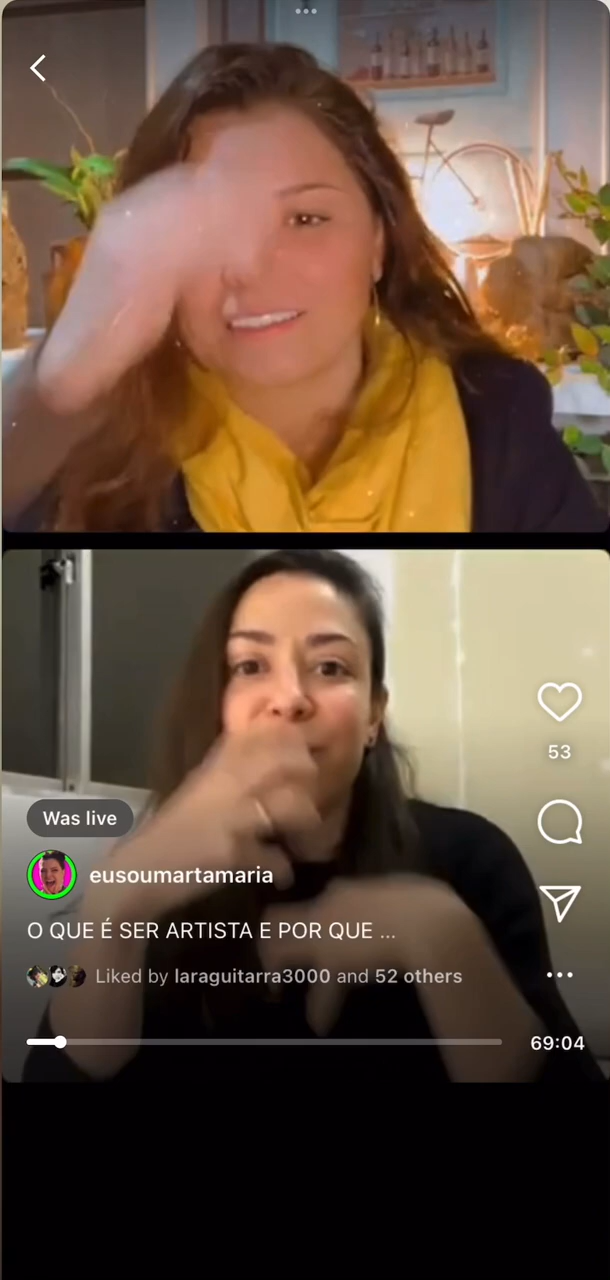 53
Was live
eusoumartamaria
O QUE É SER ARTISTA E POR QUE ...
Liked by laraguitarra3000 and 52 others
69:04